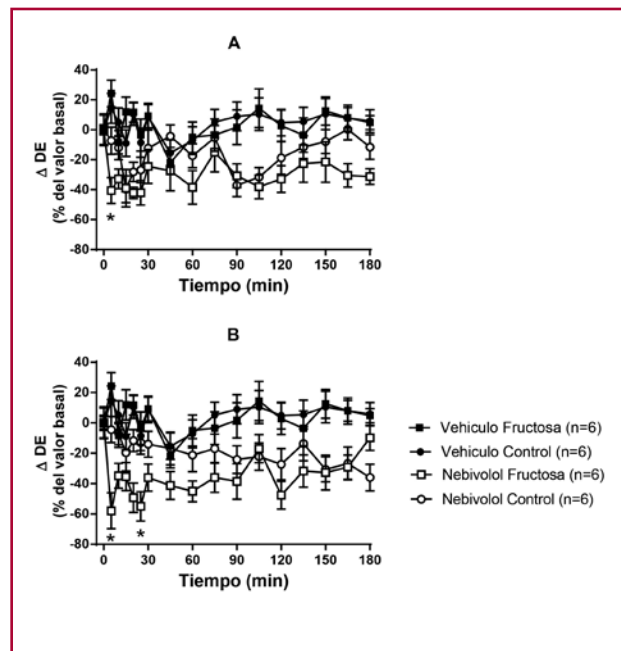 A
Δ DE
(% del valor basal)
40
20
0
-20
-40
-60
-80
*
0 30 60 90 120 150 180
Tiempo (min)
B
Δ DE
(% del valor basal)
40
20
0
-20
-40
-60
-80
* *
0 30 60 90 120 150 180
Tiempo (min)
Vehiculo Fructosa (n=6)
Vehiculo Control (n=6)
Nebivolol Fructosa (n=6)
Nebivolol Control (n=6)